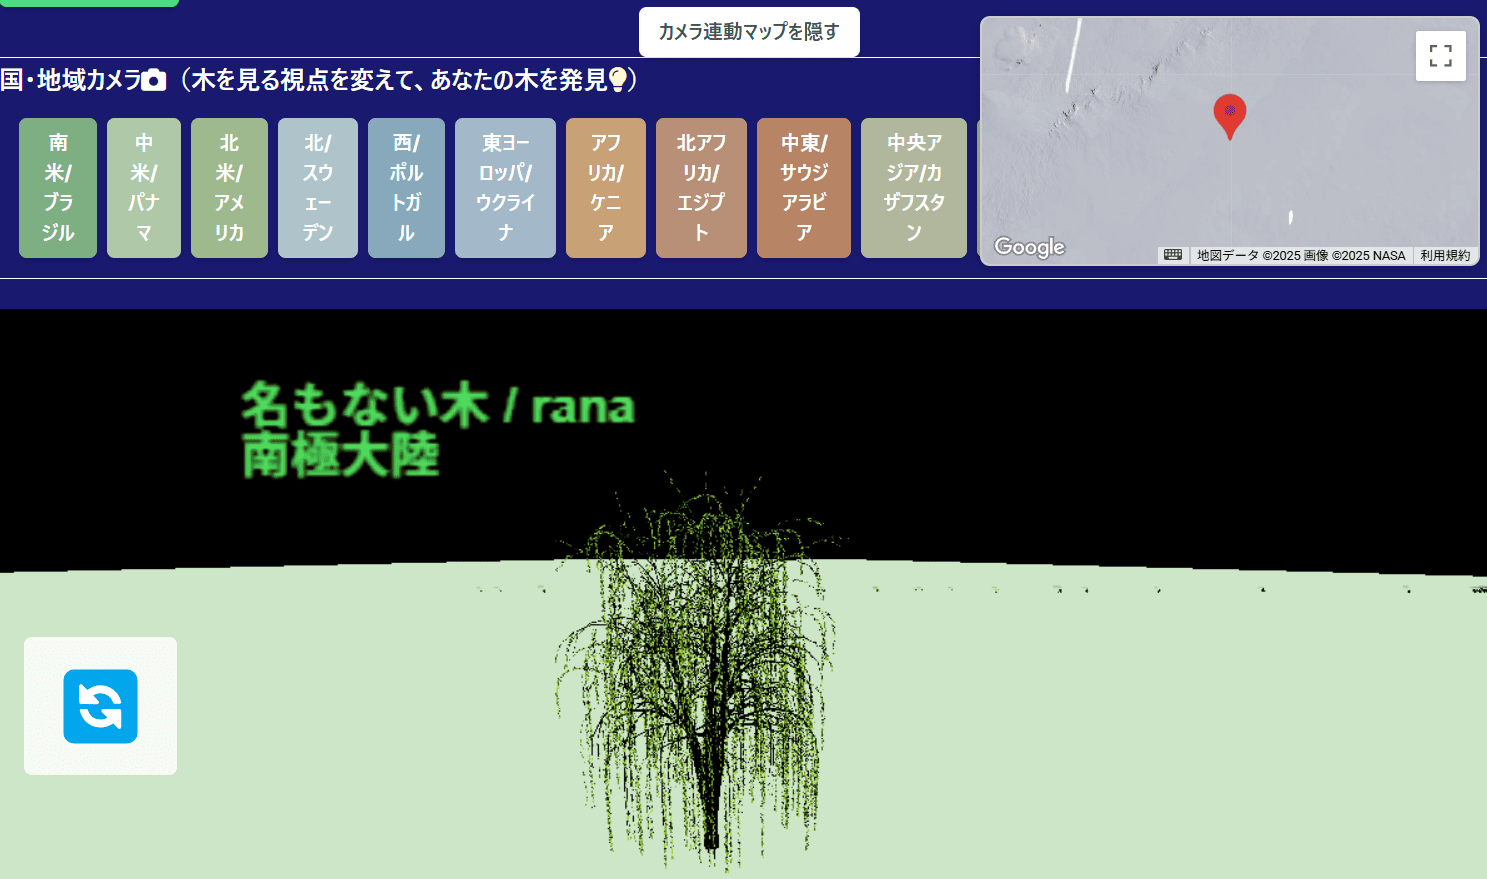 カメラ連動マップを隠す
国・地域カメラ📷（木を見る視点を変えて、あなたの木を発見💡）
南
米/
ブラ
ジル
中
米/
パナ
マ
北
米/
アメ
リカ
北/
スウ
ェー
デン
西/
ポル
トガ
ル
東ヨー
ロッパ/
ウクライ
ナ
アフ
リカ/
ケニ
ア
北アフ
リカ/
エジプ
ト
中東/
サウジ
アラビ
ア
中央ア
ジア/カ
ザフスタ
ン
Google
地図データ ©2025 画像 ©2025 NASA
利用規約
名もない木 / rana
南極大陸